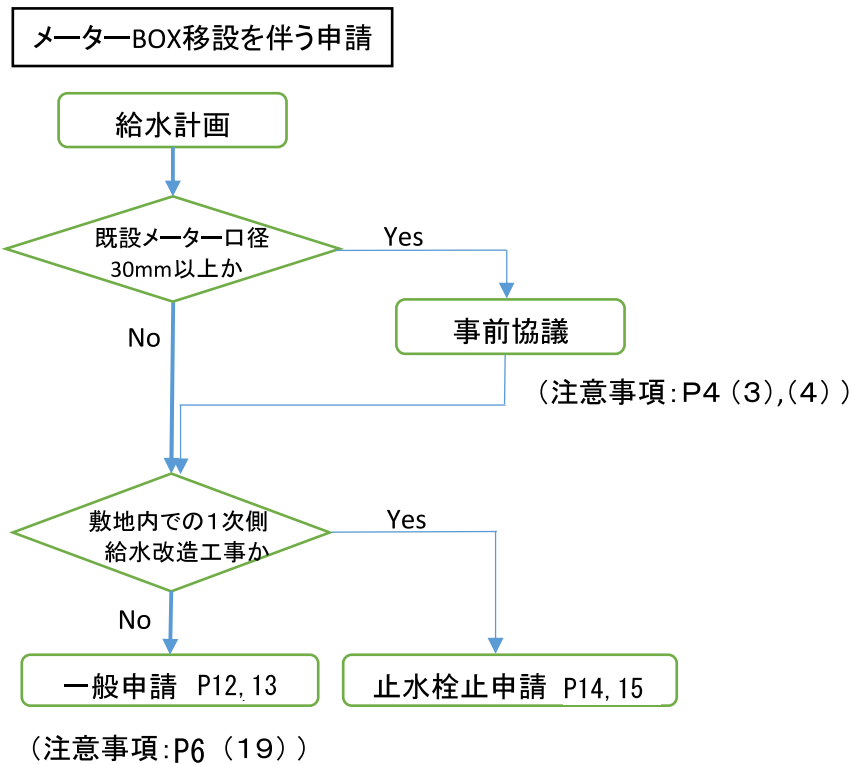 メーターBOX移設を伴う申請
給水計画
既設メーター口径
30mm以上か
Yes
事前協議
No
（注意事項：P4（3）,（4））
敷地内での１次側
給水改造工事か
Yes
No
一般申請 P12,13
止水栓止申請 P14,15
（注意事項：P6（19））